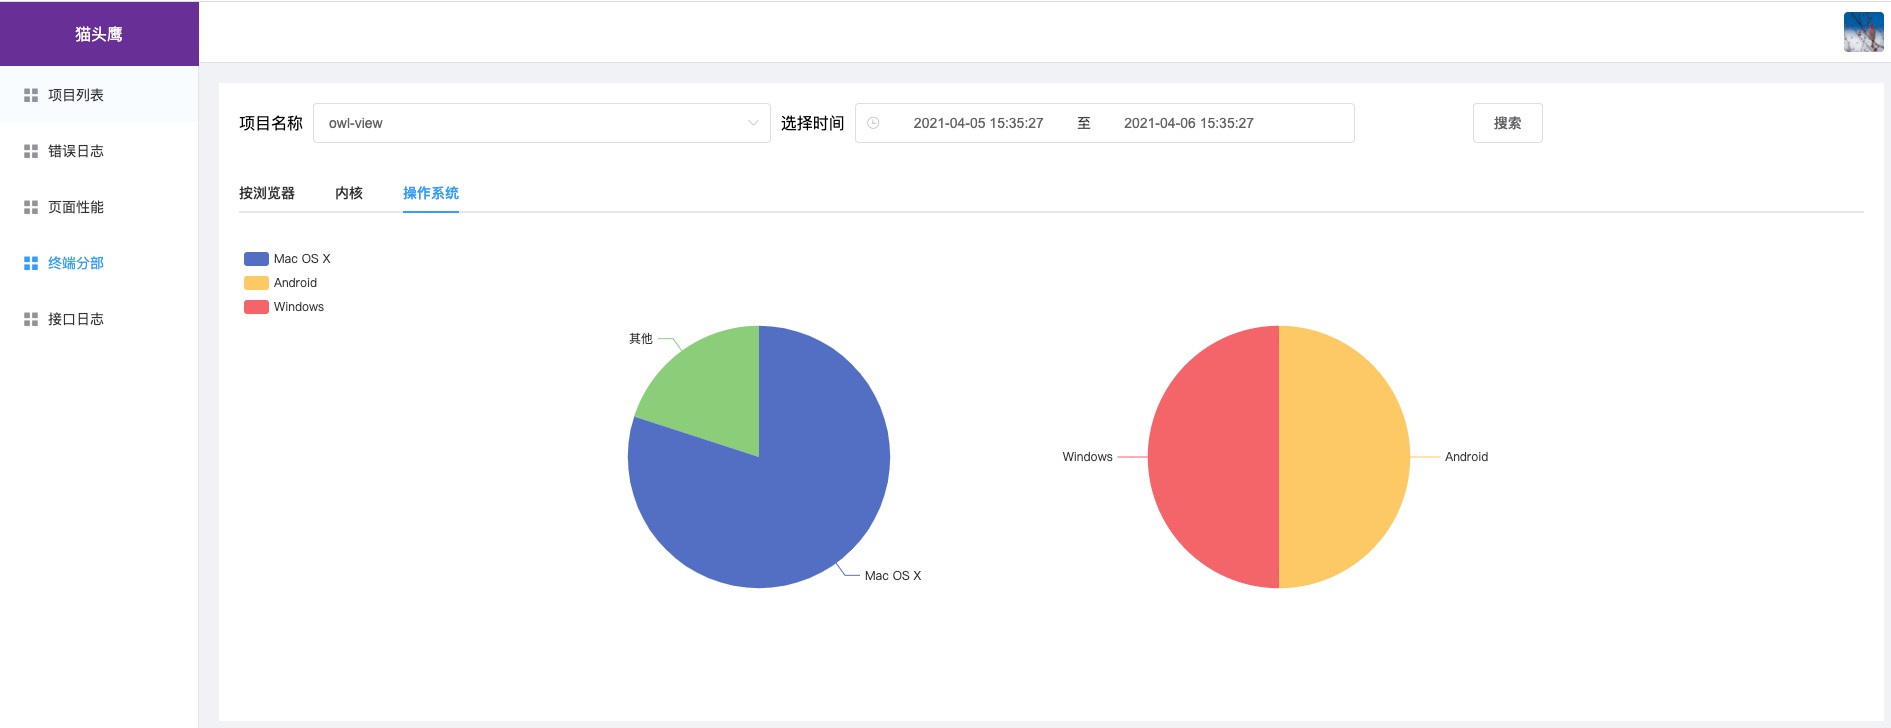 猫头鹰
项目列表
错误日志
页面性能
终端分部
接口日志
项目名称 owl-view 选择时间 2021-04-05 15:35:27 至 2021-04-06 15:35:27 搜索
按浏览器 内核 操作系统
Mac OS X
Android
Windows
其他
Mac OS X
Windows
Android